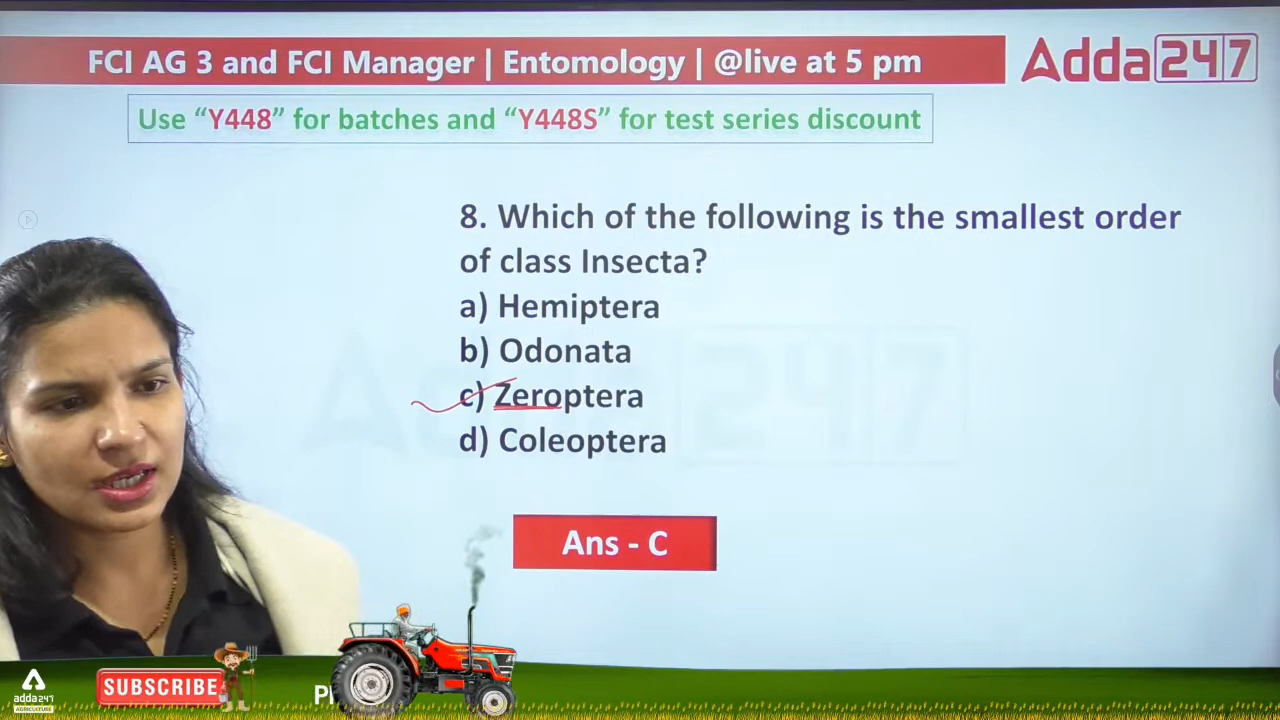 FCI AG 3 and FCI Manager | Entomology | @live at 5 pm
Adda247
Use “Y448” for batches and “Y448S” for test series discount
8. Which of the following is the smallest order
of class Insecta?
a) Hemiptera
b) Odonata
c) Zeroptera
d) Coleoptera
Ans - C
SUBSCRIBE
adda247
AGRICULTURE